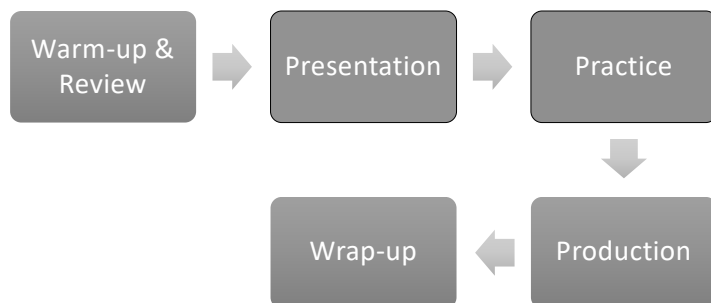 Warm-up &
Review
Presentation
Practice
Production
Wrap-up